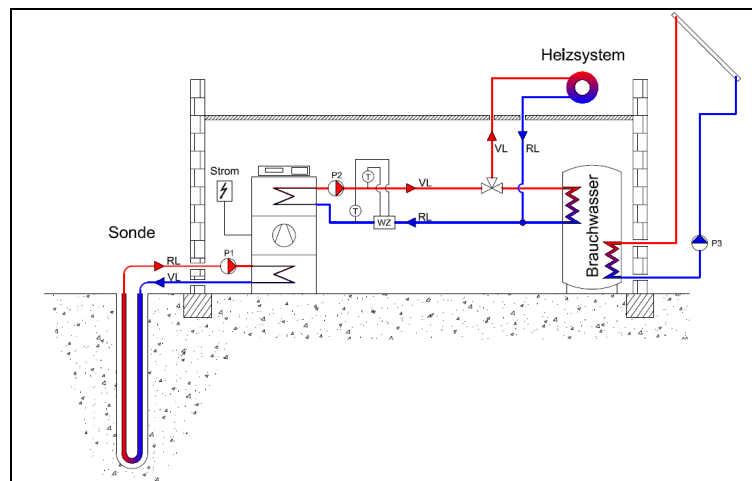 Heizsystem
VL
RL
Strom
P2
T
VL
T
WZ
RL
Brauchwasser
Sonde
P1
RL
VL
P3